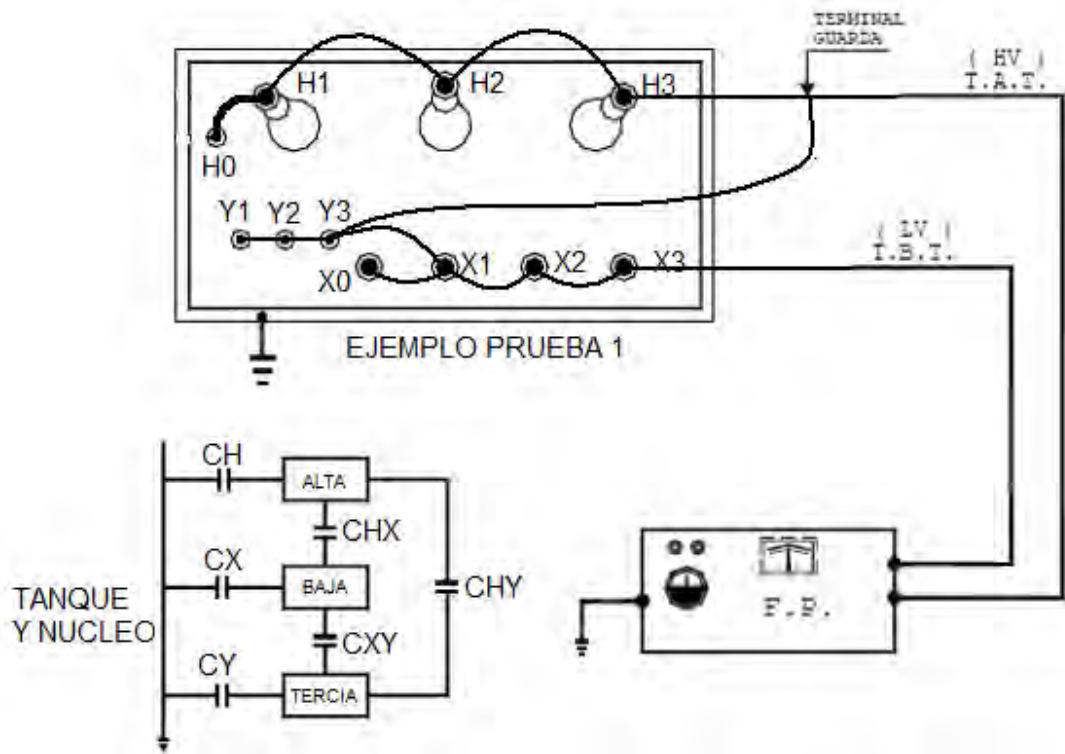 TERMINAL
GUARDA
( HV )
T.A.T.
H1
H2
H3
H0
Y1
Y2
Y3
( LV )
T.B.T.
X0
X1
X2
X3
EJEMPLO PRUEBA 1
CH
ALTA
CHX
CX
BAJA
CHY
TANQUE
Y NUCLEO
CXY
CY
TERCIA
F.P.